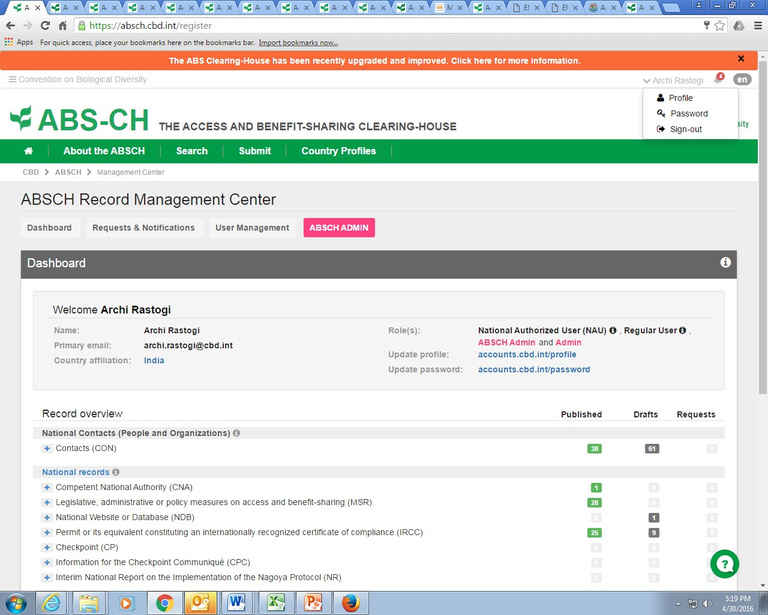 https://absch.cbd.int/register
Apps For quick access, place your bookmarks here on the bookmarks bar. Import bookmarks now...
The ABS Clearing-House has been recently upgraded and improved. Click here for more information.
Convention on Biological Diversity Archi Rastogi 4 en
Profile
Password
Sign-out
ABS-CH THE ACCESS AND BENEFIT-SHARING CLEARING-HOUSE
About the ABSCH Search Submit Country Profiles
CBD > ABSCH > Management Center
ABSCH Record Management Center
Dashboard Requests & Notifications User Management ABSCH ADMIN
Dashboard
Welcome Archi Rastogi
Name: Archi Rastogi Role(s): National Authorized User (NAU) , Regular User ,
ABSCH Admin and Admin
Primary email: archi.rastogi@cbd.int Update profile: accounts.cbd.int/profile
Country affiliation: India Update password: accounts.cbd.int/password
Record overview Published Drafts Requests
National Contacts (People and Organizations)
+ Contacts (CON) 38 61 0
National records
+ Competent National Authority (CNA) 1 0 0
+ Legislative, administrative or policy measures on access and benefit-sharing (MSR) 28 0 0
+ National Website or Database (NDB) 0 1 0
+ Permit or its equivalent constituting an internationally recognized certificate of compliance (IRCC) 25 9 0
+ Checkpoint (CP) 0 0 0
+ Information for the Checkpoint Communiqué (CPC) 0 0 0
+ Interim National Report on the Implementation of the Nagoya Protocol (NR) 0 0 0
5:19 PM
4/30/2016